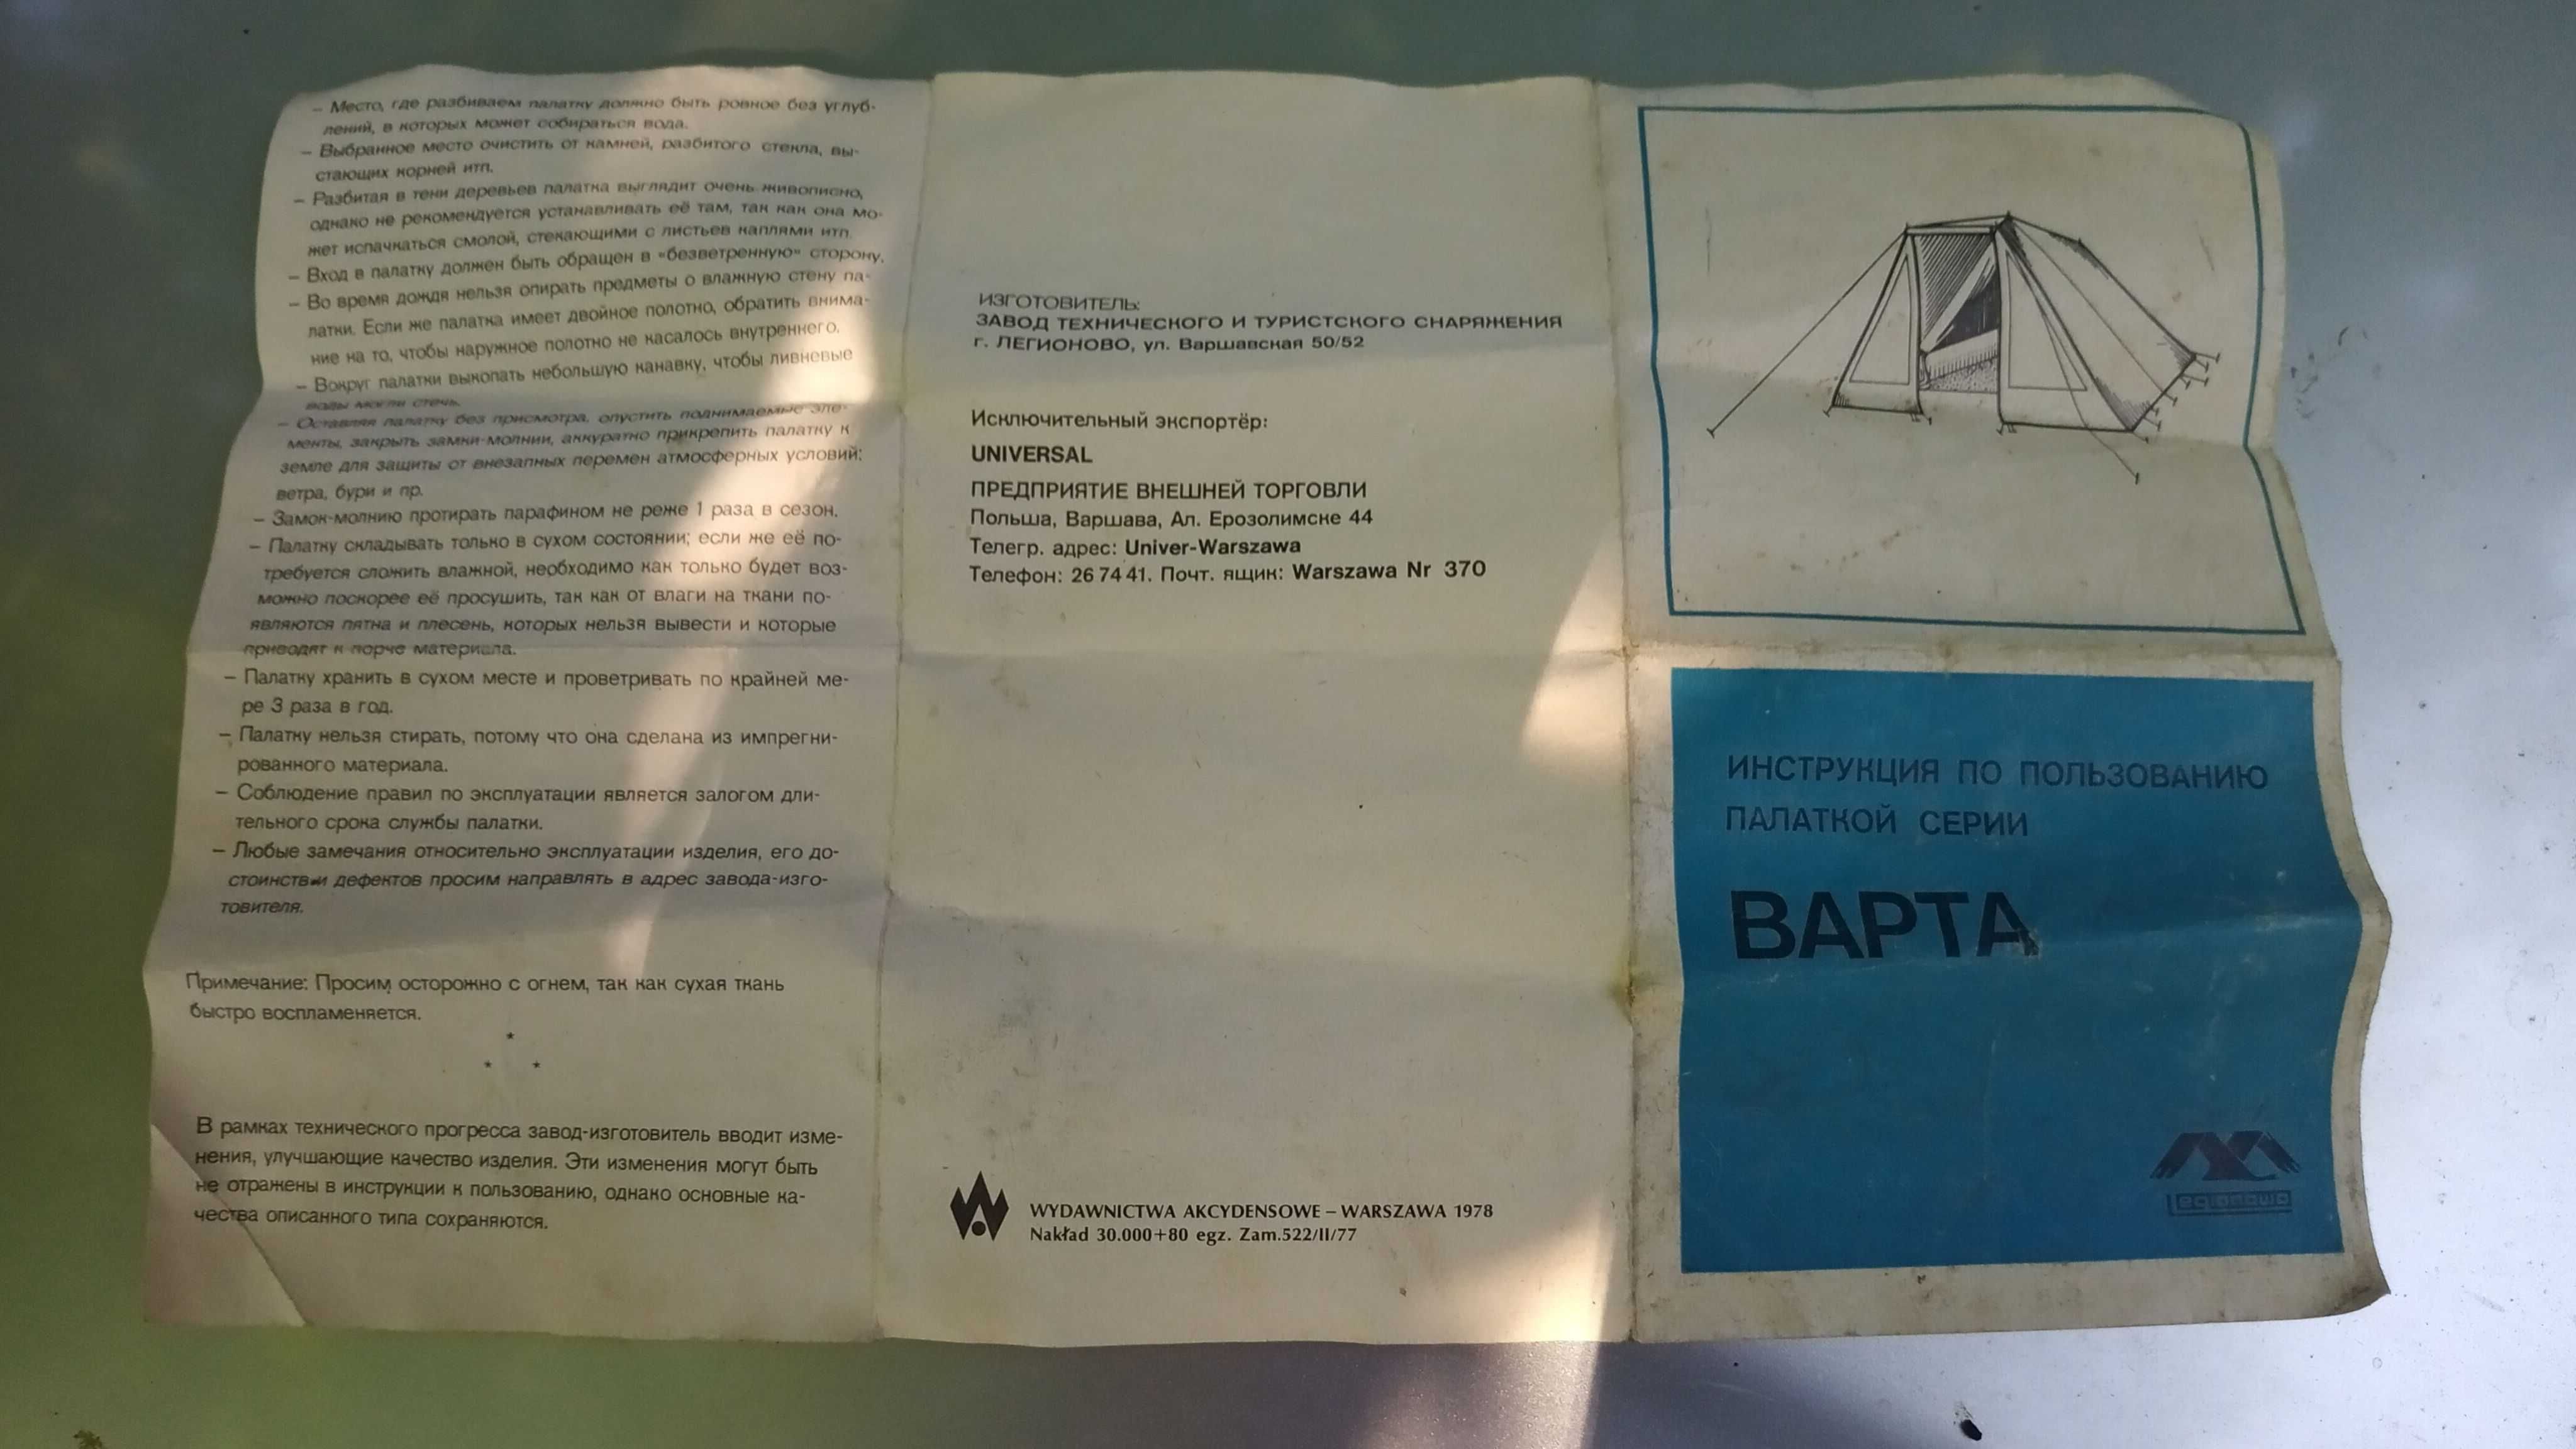 – Место, где разбиваем палатку должно быть ровное без углуб-
лений, в которых может собираться вода.
– Выбранное место очистить от камней, разбитого стекла, вы-
стающих корней итп.
– Разбитая в тени деревьев палатка выглядит очень живописно,
однако не рекомендуется устанавливать её там, так как она мо-
жет испачкаться смолой, стекающими с листьев каплями итп.
– Вход в палатку должен быть обращен в "безветренную" сторону.
– Во время дождя нельзя опирать предметы о влажную стену па-
латки. Если же палатка имеет двойное полотно, обратить внима-
ние на то, чтобы наружное полотно не касалось внутреннего.
– Вокруг палатки выкопать небольшую канавку, чтобы ливневые
воды могли стечь.
– Оставляя палатку без присмотра, опустить поднимаемые эле-
менты, закрыть замки-молнии, аккуратно прикрепить палатку к
земле для защиты от внезапных перемен атмосферных условий:
ветра, бури и пр.
– Замок-молнию протирать парафином не реже 1 раза в сезон.
– Палатку складывать только в сухом состоянии; если же её по-
требуется сложить влажной, необходимо как только будет воз-
можно поскорее её просушить, так как от влаги на ткани по-
являются пятна и плесень, которых нельзя вывести и которые
приводят к порче материала.
– Палатку хранить в сухом месте и проветривать по крайней ме-
ре 3 раза в год.
– Палатку нельзя стирать, потому что она сделана из импрегни-
рованного материала.
– Соблюдение правил по эксплуатации является залогом дли-
тельного срока службы палатки.
– Любые замечания относительно эксплуатации изделия, его до-
стоинств и дефектов просим направлять в адрес завода-изго-
товителя.
Примечание: Просим осторожно с огнем, так как сухая ткань
быстро воспламеняется.
*
* *
В рамках технического прогресса завод-изготовитель вводит изме-
нения, улучшающие качество изделия. Эти изменения могут быть
не отражены в инструкции к пользованию, однако основные ка-
чества описанного типа сохраняются.
ИЗГОТОВИТЕЛЬ:
ЗАВОД ТЕХНИЧЕСКОГО И ТУРИСТСКОГО СНАРЯЖЕНИЯ
г. ЛЕГИОНОВО, ул. Варшавская 50/52
Исключительный экспортёр:
UNIVERSAL
ПРЕДПРИЯТИЕ ВНЕШНЕЙ ТОРГОВЛИ
Польша, Варшава, Ал. Ерозолимске 44
Телегр. адрес: Univer-Warszawa
Телефон: 26 74 41. Почт. ящик: Warszawa Nr 370
WYDAWNICTWA AKCYDENSOWE – WARSZAWA 1978
Nakład 30.000+80 egz. Zam.522/II/77
ИНСТРУКЦИЯ ПО ПОЛЬЗОВАНИЮ
ПАЛАТКОЙ СЕРИИ
ВАРТА
Legionowo